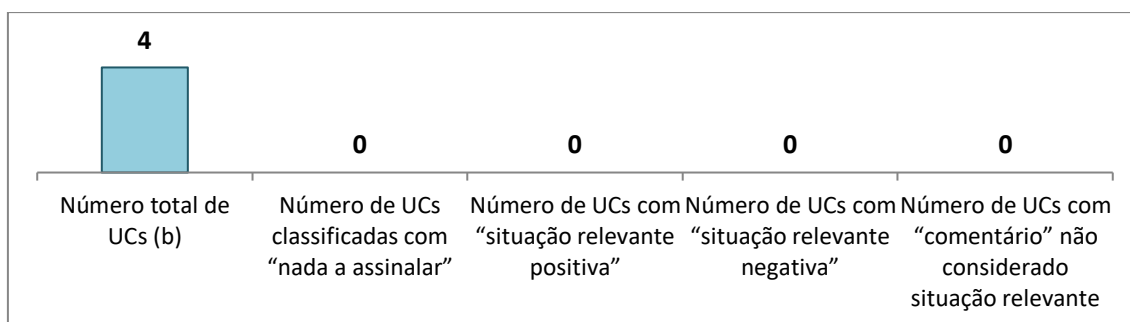 4
0
0
0
0
Número total de
UCs (b)
Número de UCs
classificadas com
“nada a assinalar”
Número de UCs com
“situação relevante
positiva”
Número de UCs com
“situação relevante
negativa”
Número de UCs com
“comentário” não
considerado
situação relevante